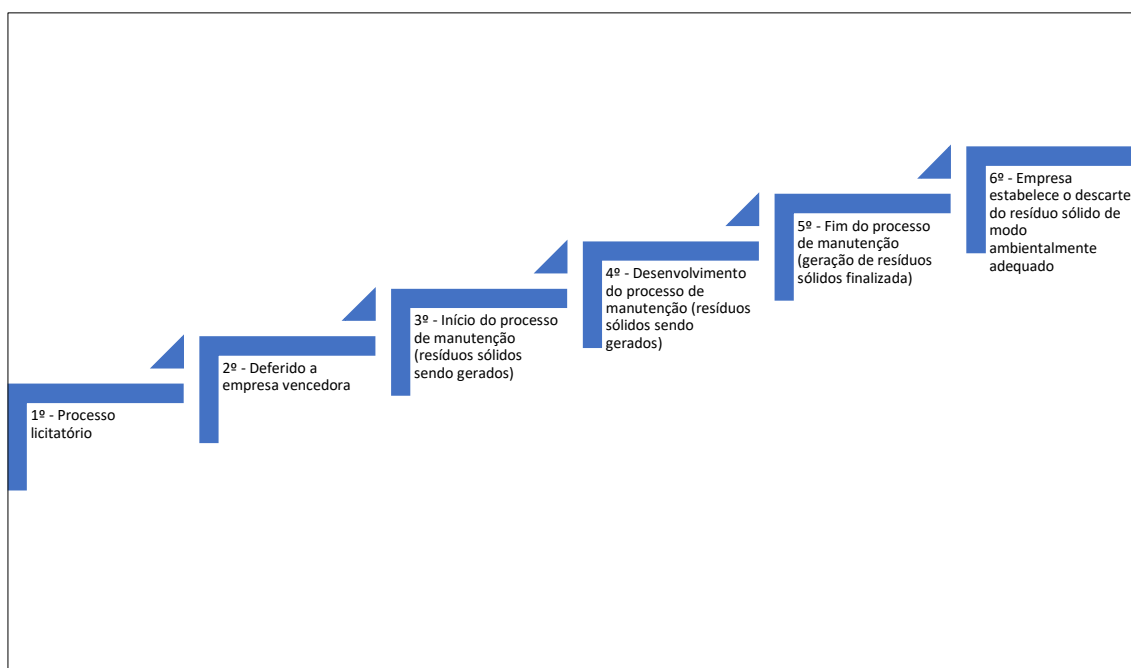 1º - Processo
licitatório
2º - Deferido a
empresa vencedora
3º - Início do processo
de manutenção
(resíduos sólidos
sendo gerados)
4º - Desenvolvimento
do processo de
manutenção (resíduos
sólidos sendo
gerados)
5º - Fim do processo
de manutenção
(geração de resíduos
sólidos finalizada)
6º - Empresa
estabelece o descarte
do resíduo sólido de
modo
ambientalmente
adequado